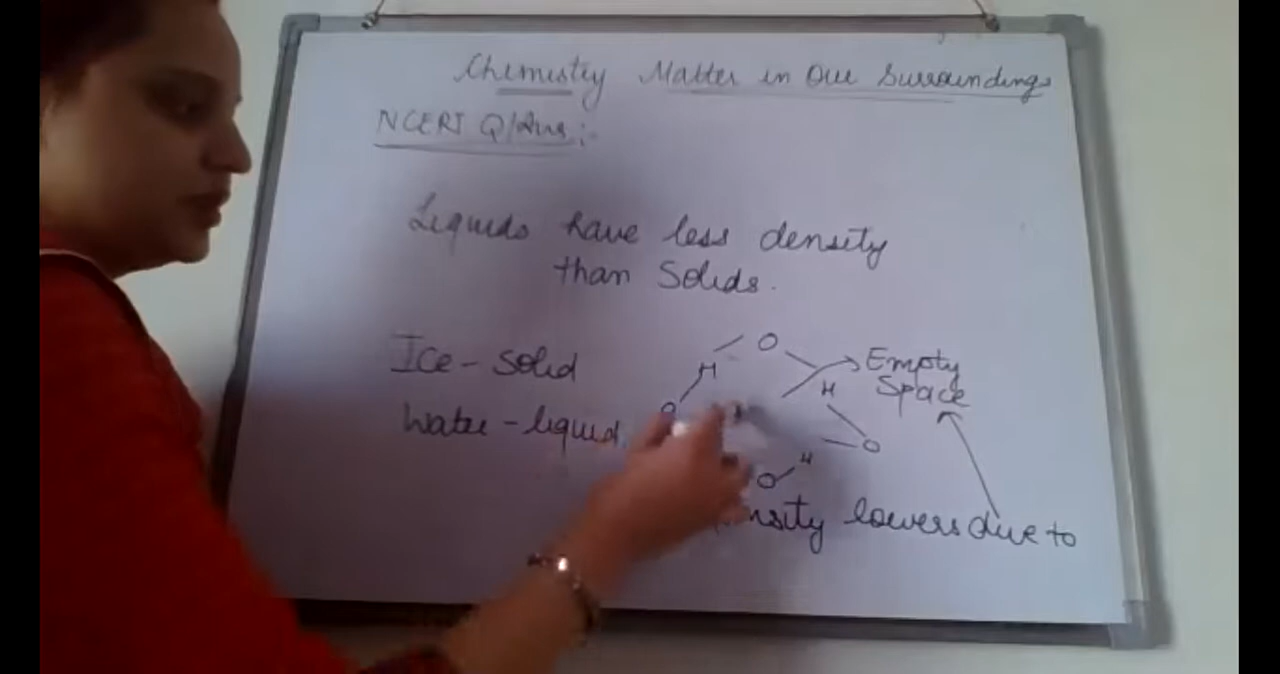 Chemistry Matter in Our Surroundings
NCERT Q/Ans :-
Liquids have less density
than Solids.
Ice - Solid
Water - liquid
O
H
Empty
Space
H
O
O
H
O
lowers due to